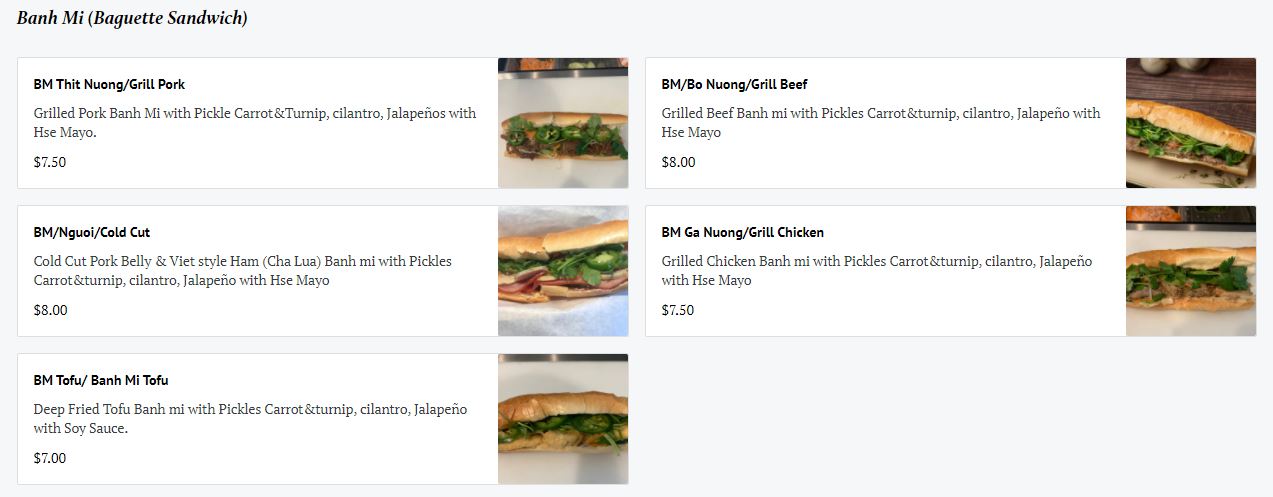 Banh Mi (Baguette Sandwich)
BM Thit Nuong/Grill Pork
Grilled Pork Banh Mi with Pickle Carrot&Turnip, cilantro, Jalapeños with
Hse Mayo.
$7.50
BM/Bo Nuong/Grill Beef
Grilled Beef Banh mi with Pickles Carrot&turnip, cilantro, Jalapeño with
Hse Mayo
$8.00
BM/Nguoi/Cold Cut
Cold Cut Pork Belly & Viet style Ham (Cha Lua) Banh mi with Pickles
Carrot&turnip, cilantro, Jalapeño with Hse Mayo
$8.00
BM Ga Nuong/Grill Chicken
Grilled Chicken Banh mi with Pickles Carrot&turnip, cilantro, Jalapeño
with Hse Mayo
$7.50
BM Tofu/ Banh Mi Tofu
Deep Fried Tofu Banh mi with Pickles Carrot&turnip, cilantro, Jalapeño
with Soy Sauce.
$7.00